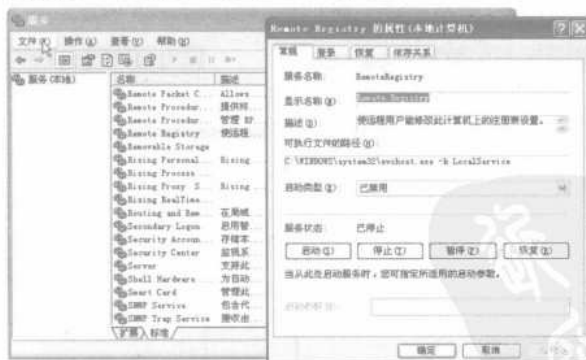 服务
文件(F) 操作(A) 查看(V) 帮助(H)
服务(本地)
名称 描述
Remote Packet C... Allows
Remote Procedur... 提供终
Remote Procedur... 管理 RP
Remote Registry 使远程
Removable Storage
Rising Personal Rising
Rising Process
Rising Proxy S... Rising
Rising RealTime...
Routing and Rem... 在局域
Secondary Logon 启用替
Security Accoun... 存储本
Security Center 监视系
Server 支持此
Shell Hardware 为自动
Smart Card 管理此
SNMP Service 包含代
SNMP Trap Service 接收由
扩展 标准
Remote Registry 的属性(本地计算机)
常规 登录 恢复 依存关系
服务名称: RemoteRegistry
显示名称(N): Remote Registry
描述(D): 使远程用户能修改此计算机上的注册表设置。
可执行文件的路径(H):
C:\WINDOWS\system32\svchost.exe -k LocalService
启动类型(E): 已禁用
服务状态: 已停止
启动(S) 停止(T) 暂停(P) 恢复(R)
当从此处启动服务时,您可指定所适用的启动参数。
启动参数(M):
确定 取消